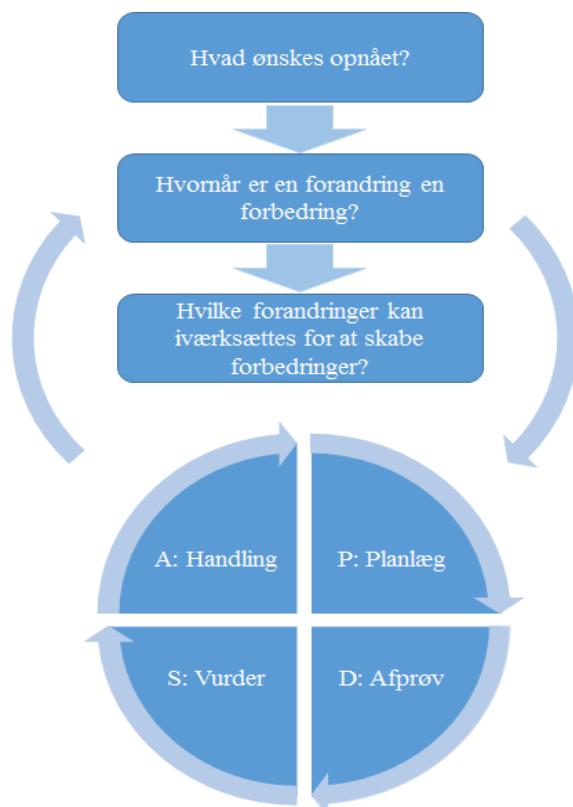 Hvad ønskes opnået?
Hvornår er en forandring en
forbedring?
Hvilke forandringer kan
iværksættes for at skabe
forbedringer?
A: Handling
P: Planlæg
S: Vurder
D: Afprøv